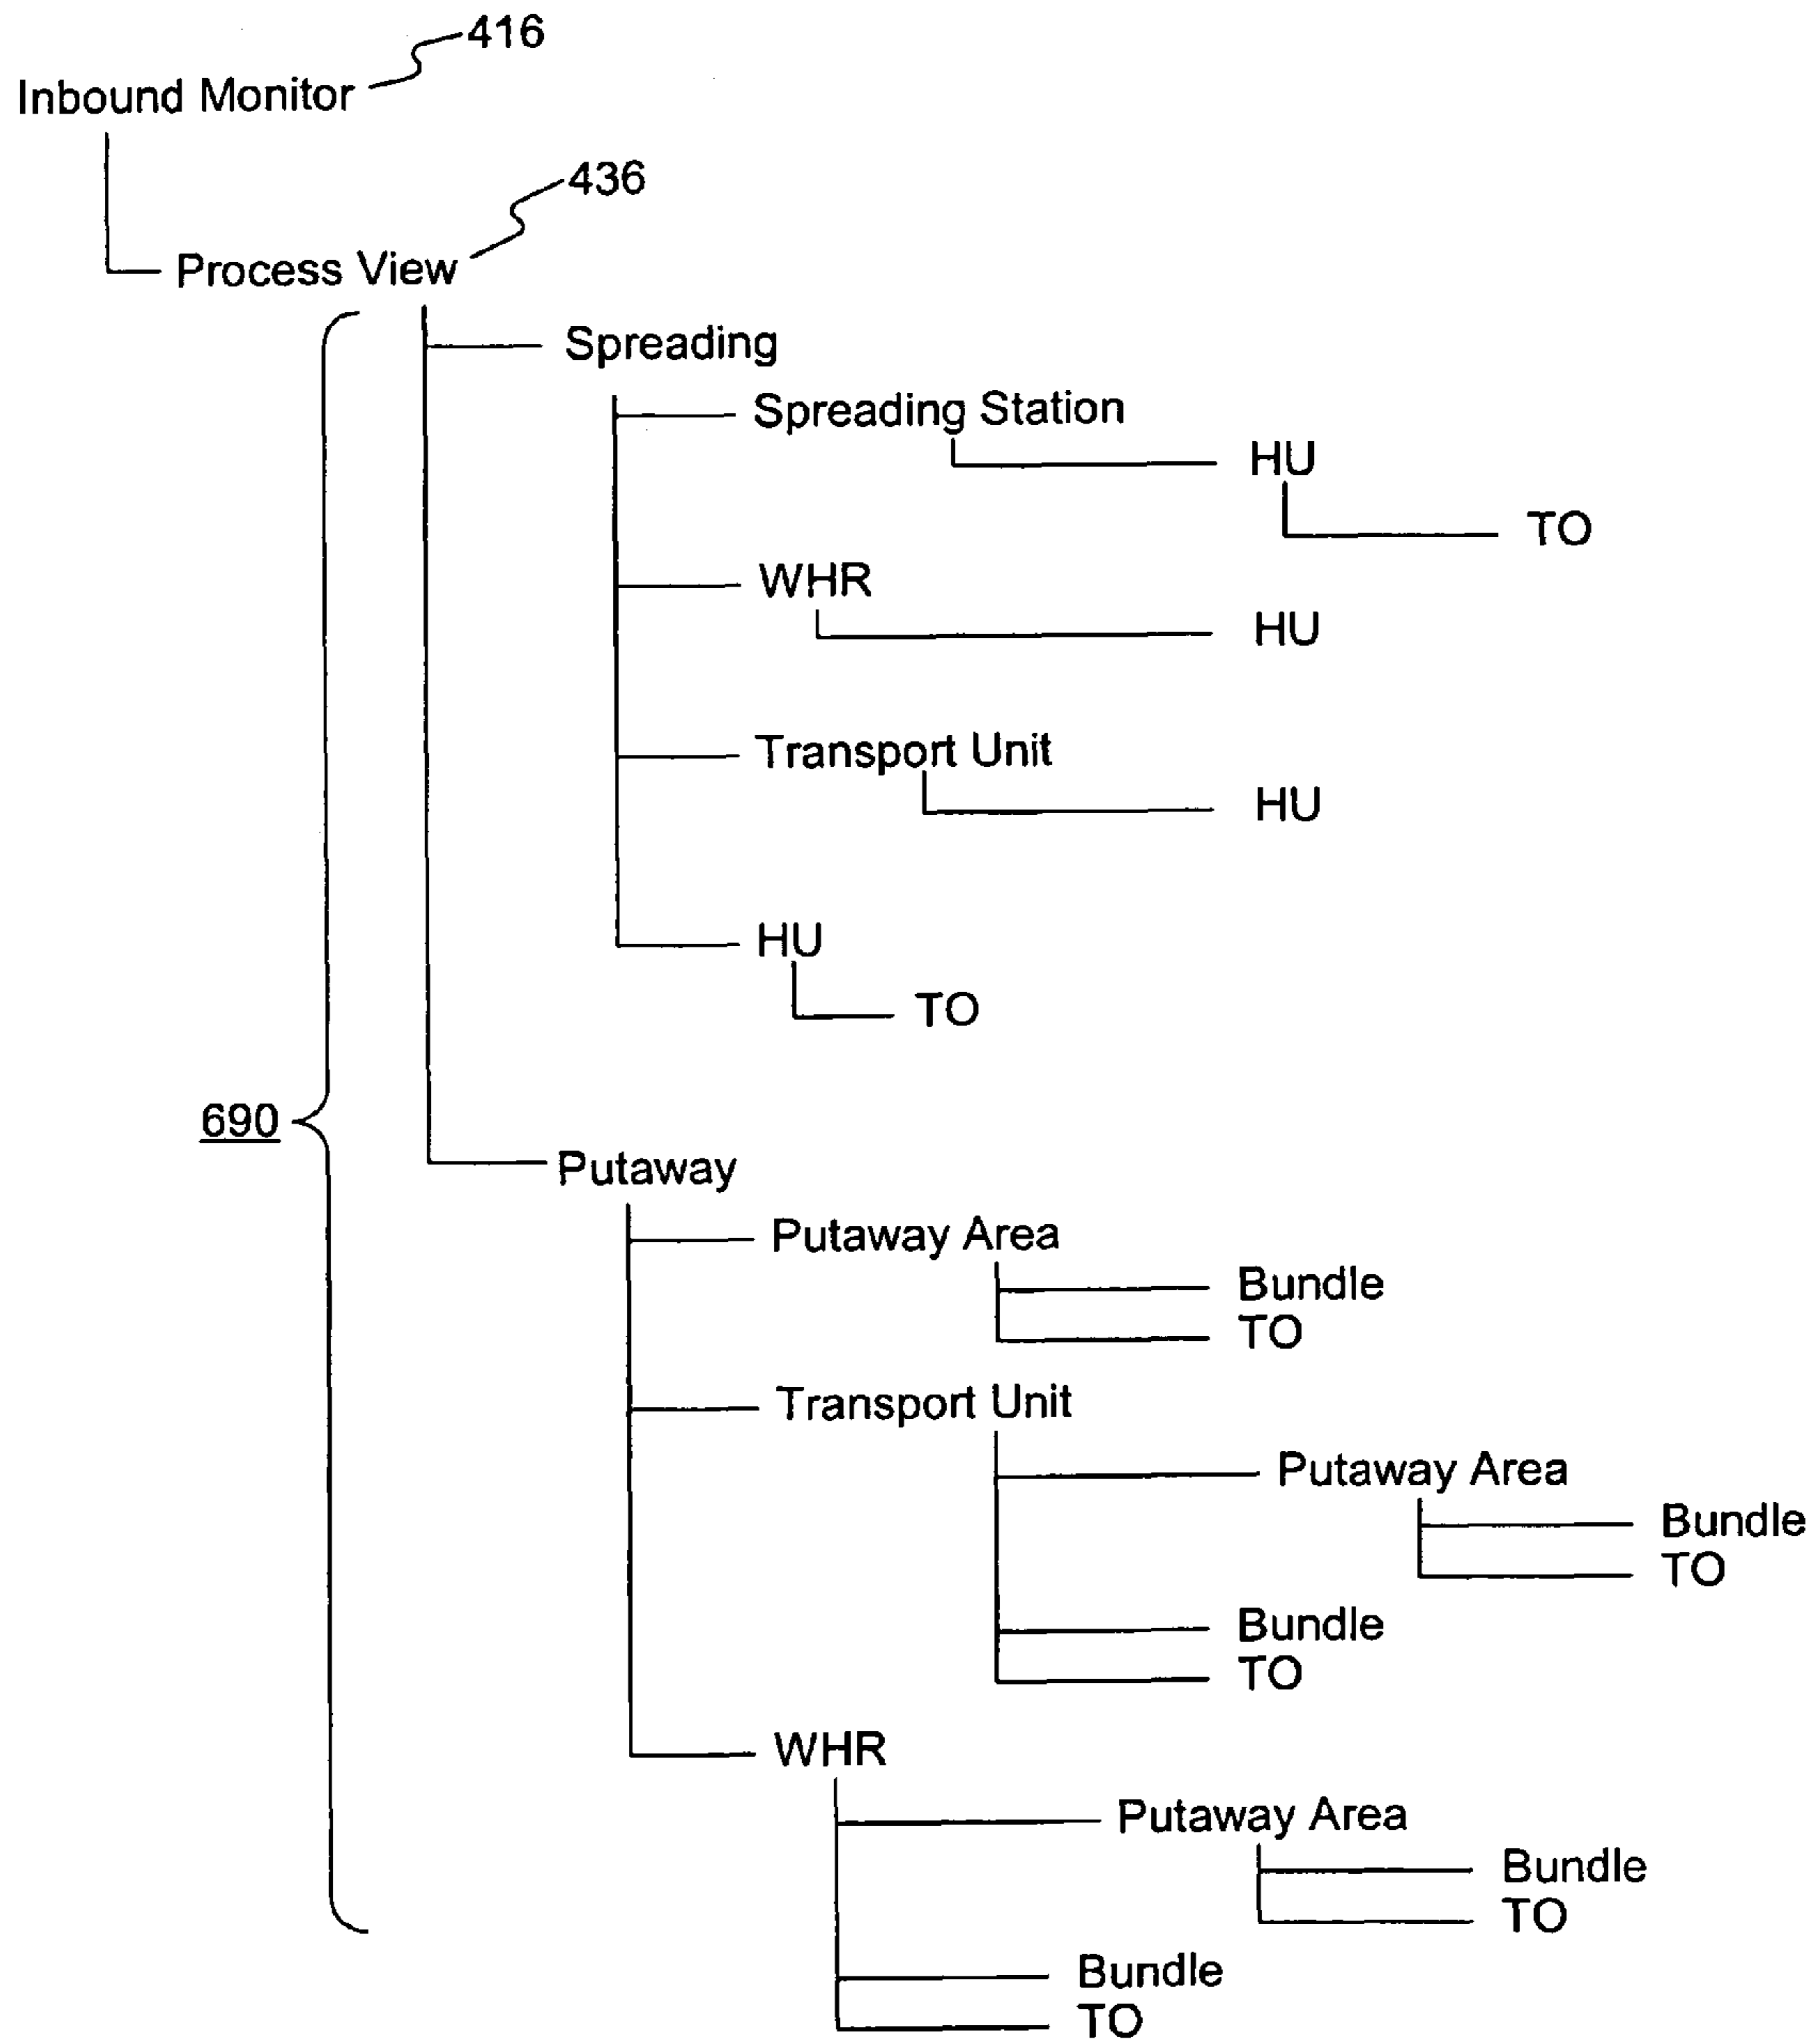 416
Inbound Monitor
436
Process View
Spreading
Spreading Station
HU
TO
WHR
HU
Transport Unit
HU
HU
TO
690
Putaway
Putaway Area
Bundle
TO
Transport Unit
Putaway Area
Bundle
TO
Bundle
TO
WHR
Putaway Area
Bundle
TO
Bundle
TO